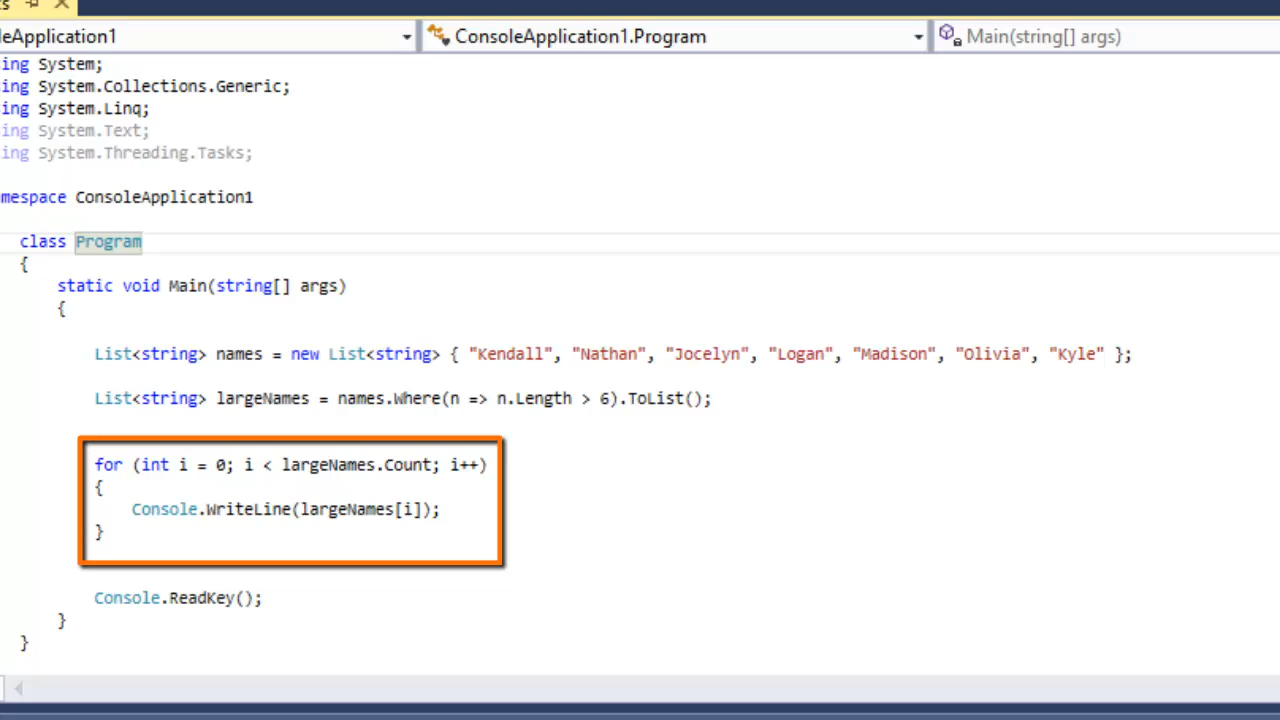 leApplication1 ConsoleApplication1.Program Main(string[] args)
ing System;
ing System.Collections.Generic;
ing System.Linq;
ing System.Text;
ing System.Threading.Tasks;
mespace ConsoleApplication1
class Program
{
static void Main(string[] args)
{
List<string> names = new List<string> { "Kendall", "Nathan", "Jocelyn", "Logan", "Madison", "Olivia", "Kyle" };
List<string> largeNames = names.Where(n => n.Length > 6).ToList();
for (int i = 0; i < largeNames.Count; i++)
{
Console.WriteLine(largeNames[i]);
}
Console.ReadKey();
}
}